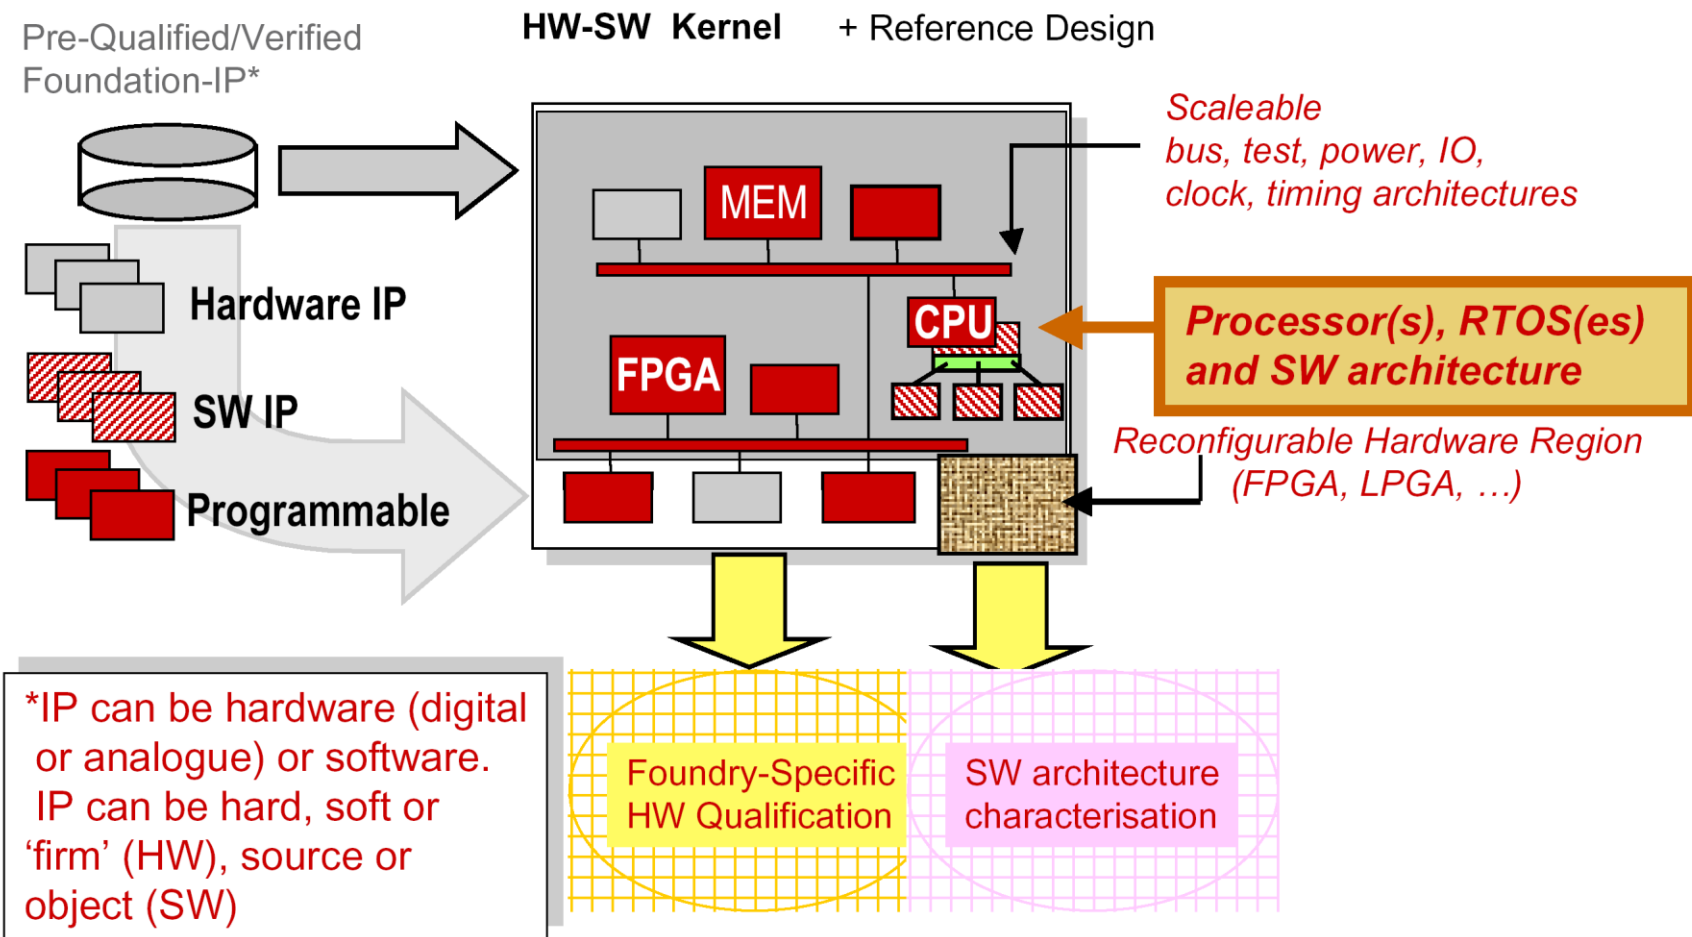 HW-SW Kernel + Reference Design
Pre-Qualified/Verified
Foundation-IP*
Scaleable
bus, test, power, IO,
clock, timing architectures
MEM
Hardware IP
CPU
Processor(s), RTOS(es)
and SW architecture
FPGA
SW IP
Reconfigurable Hardware Region
(FPGA, LPGA, …)
Programmable
*IP can be hardware (digital
or analogue) or software.
IP can be hard, soft or
‘firm’ (HW), source or
object (SW)
Foundry-Specific
HW Qualification
SW architecture
characterisation